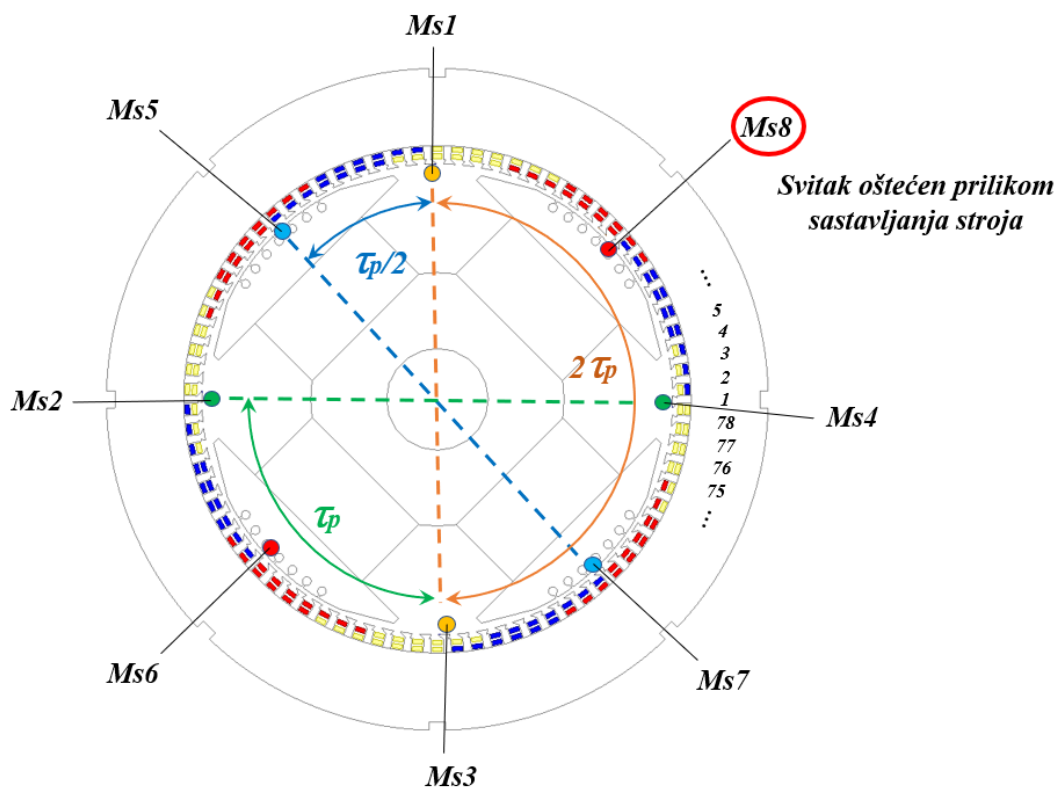 Ms1
Ms5
Ms8
Svitak oštećen prilikom
sastavljanja stroja
τp/2
...
5
4
3
2
1
78
77
76
75
...
2τp
Ms2
Ms4
τp
Ms6
Ms7
Ms3